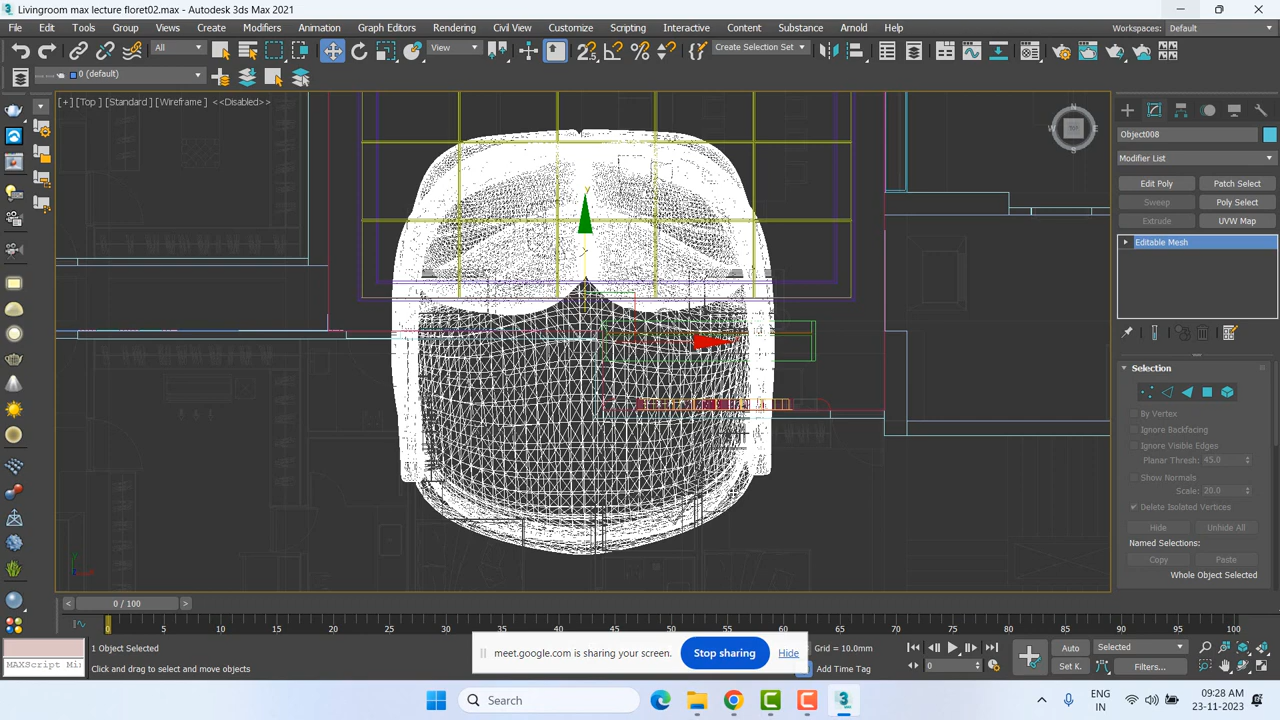 Livingroom max lecture floret02.max - Autodesk 3ds Max 2021
File Edit Tools Group Views Create Modifiers Animation Graph Editors Rendering Civil View Customize Scripting Interactive Content Substance Arnold Help
Workspaces: Default
All
View
Create Selection Set
0 (default)
[+] [Top] [Standard] [Wireframe] <<Disabled>>
N
W
E
S
Object008
Modifier List
Edit Poly Patch Select
Sweep Poly Select
Extrude UVW Map
Editable Mesh
Selection
By Vertex
Ignore Backfacing
Ignore Visible Edges
Planar Thresh: 45.0
Show Normals
Scale: 20.0
Delete Isolated Vertices
Hide Unhide All
Named Selections:
Copy Paste
Whole Object Selected
y
< 0 / 100 >
0 5 10 15 20 25 30 35 40 45 50 55 60 65 70 75 80 85 90 95 100
1 Object Selected
MAXScript Mi
Click and drag to select and move objects
meet.google.com is sharing your screen. Stop sharing Hide
Grid = 10.0mm
Add Time Tag
0
Auto Selected
Set K. Filters...
Search
ENG
IN
09:28 AM
23-11-2023